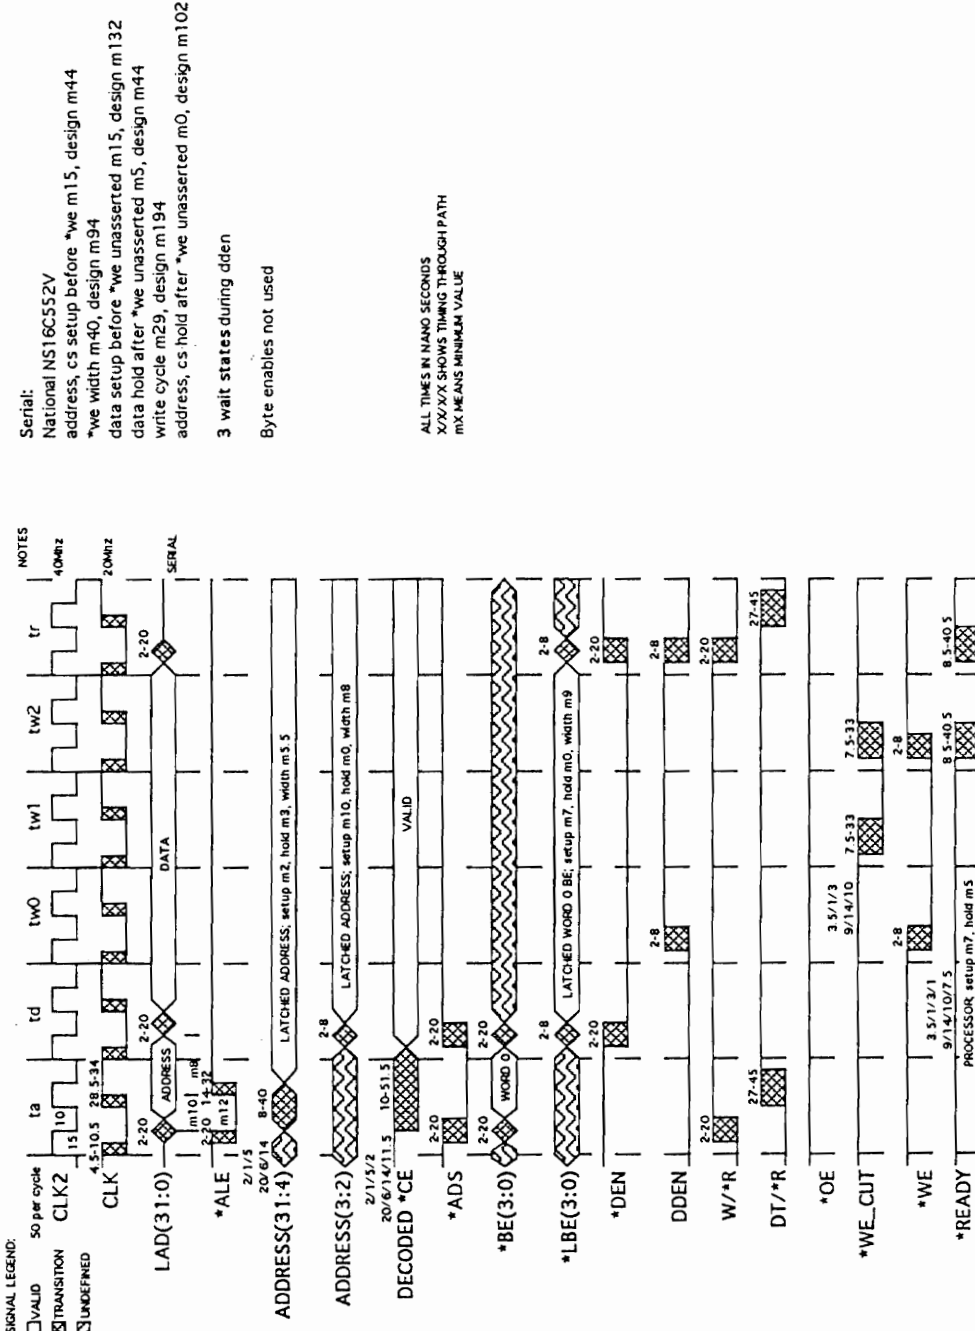 Serial:
National NS16C552V
address, cs setup before *we m15, design m44
*we width m40, design m94
data setup before *we unasserted m15, design m132
data hold after *we unasserted m5, design m44
write cycle m29, design m194
address, cs hold after *we unasserted m0, design m102
3 wait states during dden
Byte enables not used
ALL TIMES IN NANO SECONDS
X/X/X/X SHOWS TIMING THROUGH PATH
mX MEANS MINIMUM VALUE
SIGNAL LEGEND:
VALID
TRANSITION
UNDEFINED
50 per cycle
ta td tw0 tw1 tw2 tr NOTES
CLK2 15 10 40Mhz
4.5-10.5 28.5-34
CLK 20Mhz
2-20 2-20 2-20
LAD(31:0) ADDRESS DATA SERIAL
m10 m8
2-20 14-32
*ALE m12
2/1/5
20/6/14 8-40
ADDRESS(31:4) LATCHED ADDRESS; setup m2, hold m3, width m5.5
2-8
ADDRESS(3:2) LATCHED ADDRESS; setup m10, hold m0, width m8
2/1/5/2
20/6/14/11.5 10-51.5
DECODED *CE VALID
2-20 2-20
*ADS
2-20 2-20
*BE(3:0) WORD 0
2-8 2-8
*LBE(3:0) LATCHED WORD 0 BE; setup m7, hold m0, width m9
2-20 2-20
*DEN
2-8 2-8
DDEN
2-20 2-20
W/*R
27-45 27-45
DT/*R
*OE
3.5/1/3
9/14/10 7.5-33 7.5-33
*WE_CUT
2-8 2-8
*WE
3.5/1/3/1
9/14/10/7.5 8.5-40.5 8.5-40.5
*READY PROCESSOR; setup m7, hold m5